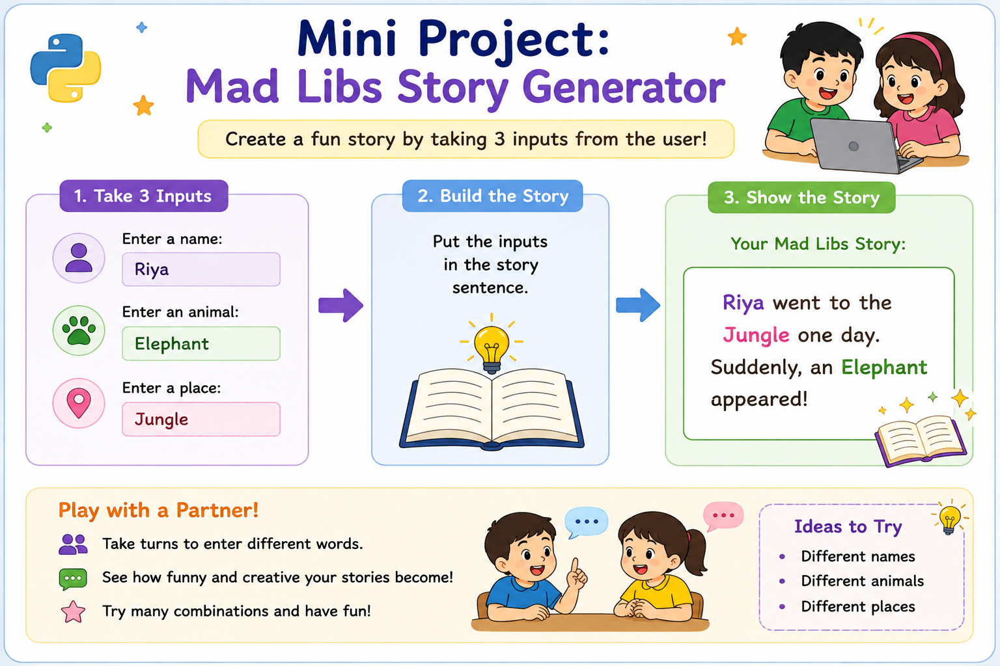 Mini Project:
Mad Libs Story Generator
Create a fun story by taking 3 inputs from the user!
1. Take 3 Inputs
Enter a name:
Riya
Enter an animal:
Elephant
Enter a place:
Jungle
2. Build the Story
Put the inputs
in the story
sentence.
3. Show the Story
Your Mad Libs Story:
Riya went to the
Jungle one day.
Suddenly, an Elephant
appeared!
Play with a Partner!
Take turns to enter different words.
See how funny and creative your stories become!
Try many combinations and have fun!
Ideas to Try
• Different names
• Different animals
• Different places